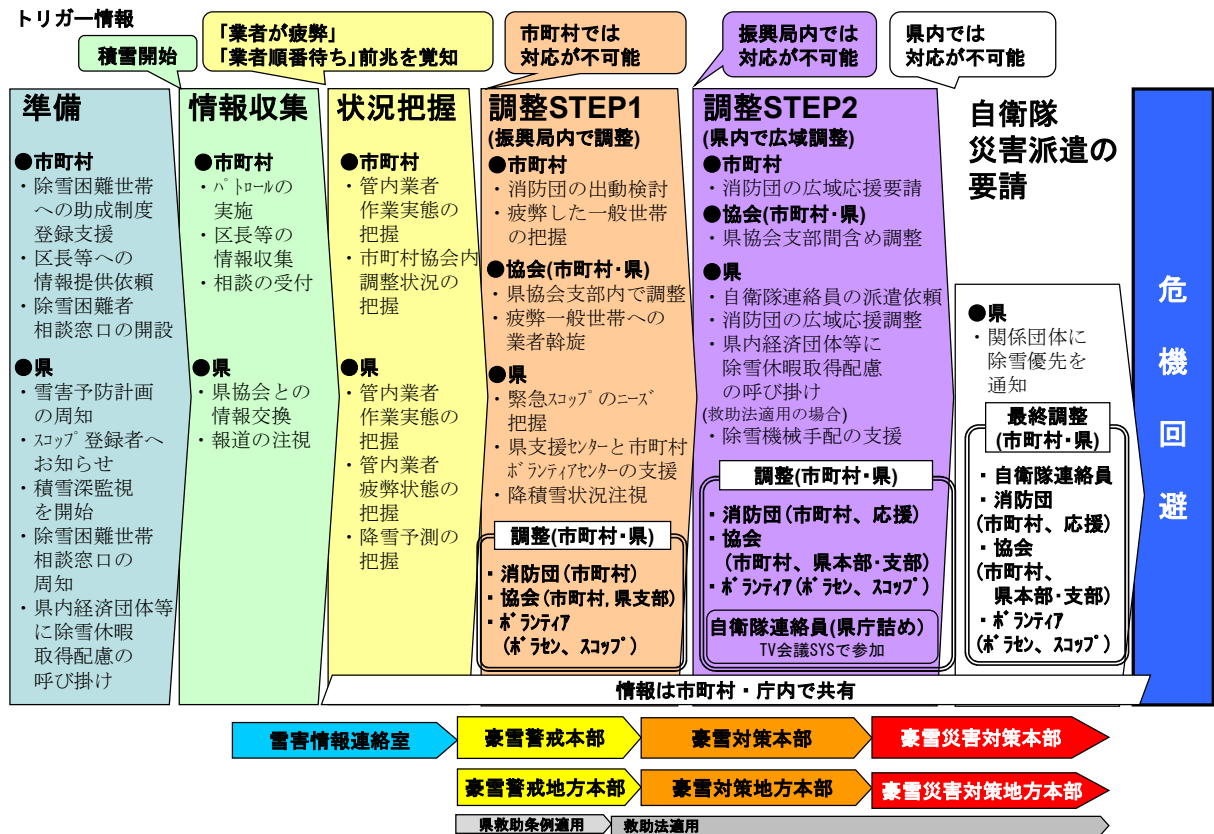 トリガー情報
積雪開始
「業者が疲弊」
「業者順番待ち」前兆を覚知
市町村では
対応が不可能
振興局内では
対応が不可能
県内では
対応が不可能
準備
●市町村
・除雪困難世帯
への助成制度
登録支援
・区長等への
情報提供依頼
・除雪困難者
相談窓口の開設
●県
・雪害予防計画
の周知
・ｽｺｯﾌﾟ登録者へ
お知らせ
・積雪深監視
を開始
・除雪困難世帯
相談窓口の
周知
・県内経済団体等
に除雪休暇
取得配慮の
呼び掛け
情報収集
●市町村
・ﾊﾟﾄﾛｰﾙの
実施
・区長等の
情報収集
・相談の受付
●県
・県協会との
情報交換
・報道の注視
状況把握
●市町村
・管内業者
作業実態の
把握
・市町村協会内
調整状況の
把握
●県
・管内業者
作業実態の
把握
・管内業者
疲弊状態の
把握
・降雪予測の
把握
調整STEP1
(振興局内で調整)
●市町村
・消防団の出動検討
・疲弊した一般世帯
の把握
●協会(市町村･県)
・県協会支部内で調整
・疲弊一般世帯への
業者斡旋
●県
・緊急ｽｺｯﾌﾟのﾆｰｽﾞ
把握
・県支援ｾﾝﾀｰと市町村
ﾎﾞﾗﾝﾃｨｱｾﾝﾀｰの支援
・降積雪状況注視
調整(市町村･県)
・消防団(市町村)
・協会(市町村,県支部)
・ﾎﾞﾗﾝﾃｨｱ
(ﾎﾞﾗｾﾝ、ｽｺｯﾌﾟ)
調整STEP2
(県内で広域調整)
●市町村
・消防団の広域応援要請
●協会(市町村･県)
・県協会支部間含め調整
●県
・自衛隊連絡員の派遣依頼
・消防団の広域応援調整
・県内経済団体等に
除雪休暇取得配慮
の呼び掛け
(救助法適用の場合)
・除雪機械手配の支援
調整(市町村･県)
・消防団(市町村、応援)
・協会
(市町村、県本部･支部)
・ﾎﾞﾗﾝﾃｨｱ(ﾎﾞﾗｾﾝ、ｽｺｯﾌﾟ)
自衛隊連絡員(県庁詰め)
TV会議SYSで参加
自衛隊
災害派遣の
要請
●県
・関係団体に
除雪優先を
通知
最終調整
(市町村･県)
・自衛隊連絡員
・消防団
(市町村、応援)
・協会
(市町村、
県本部･支部)
・ﾎﾞﾗﾝﾃｨｱ
(ﾎﾞﾗｾﾝ、ｽｺｯﾌﾟ)
危機回避
情報は市町村・庁内で共有
雪害情報連絡室
豪雪警戒本部
豪雪対策本部
豪雪災害対策本部
豪雪警戒地方本部
豪雪対策地方本部
豪雪災害対策地方本部
県救助条例適用
救助法適用